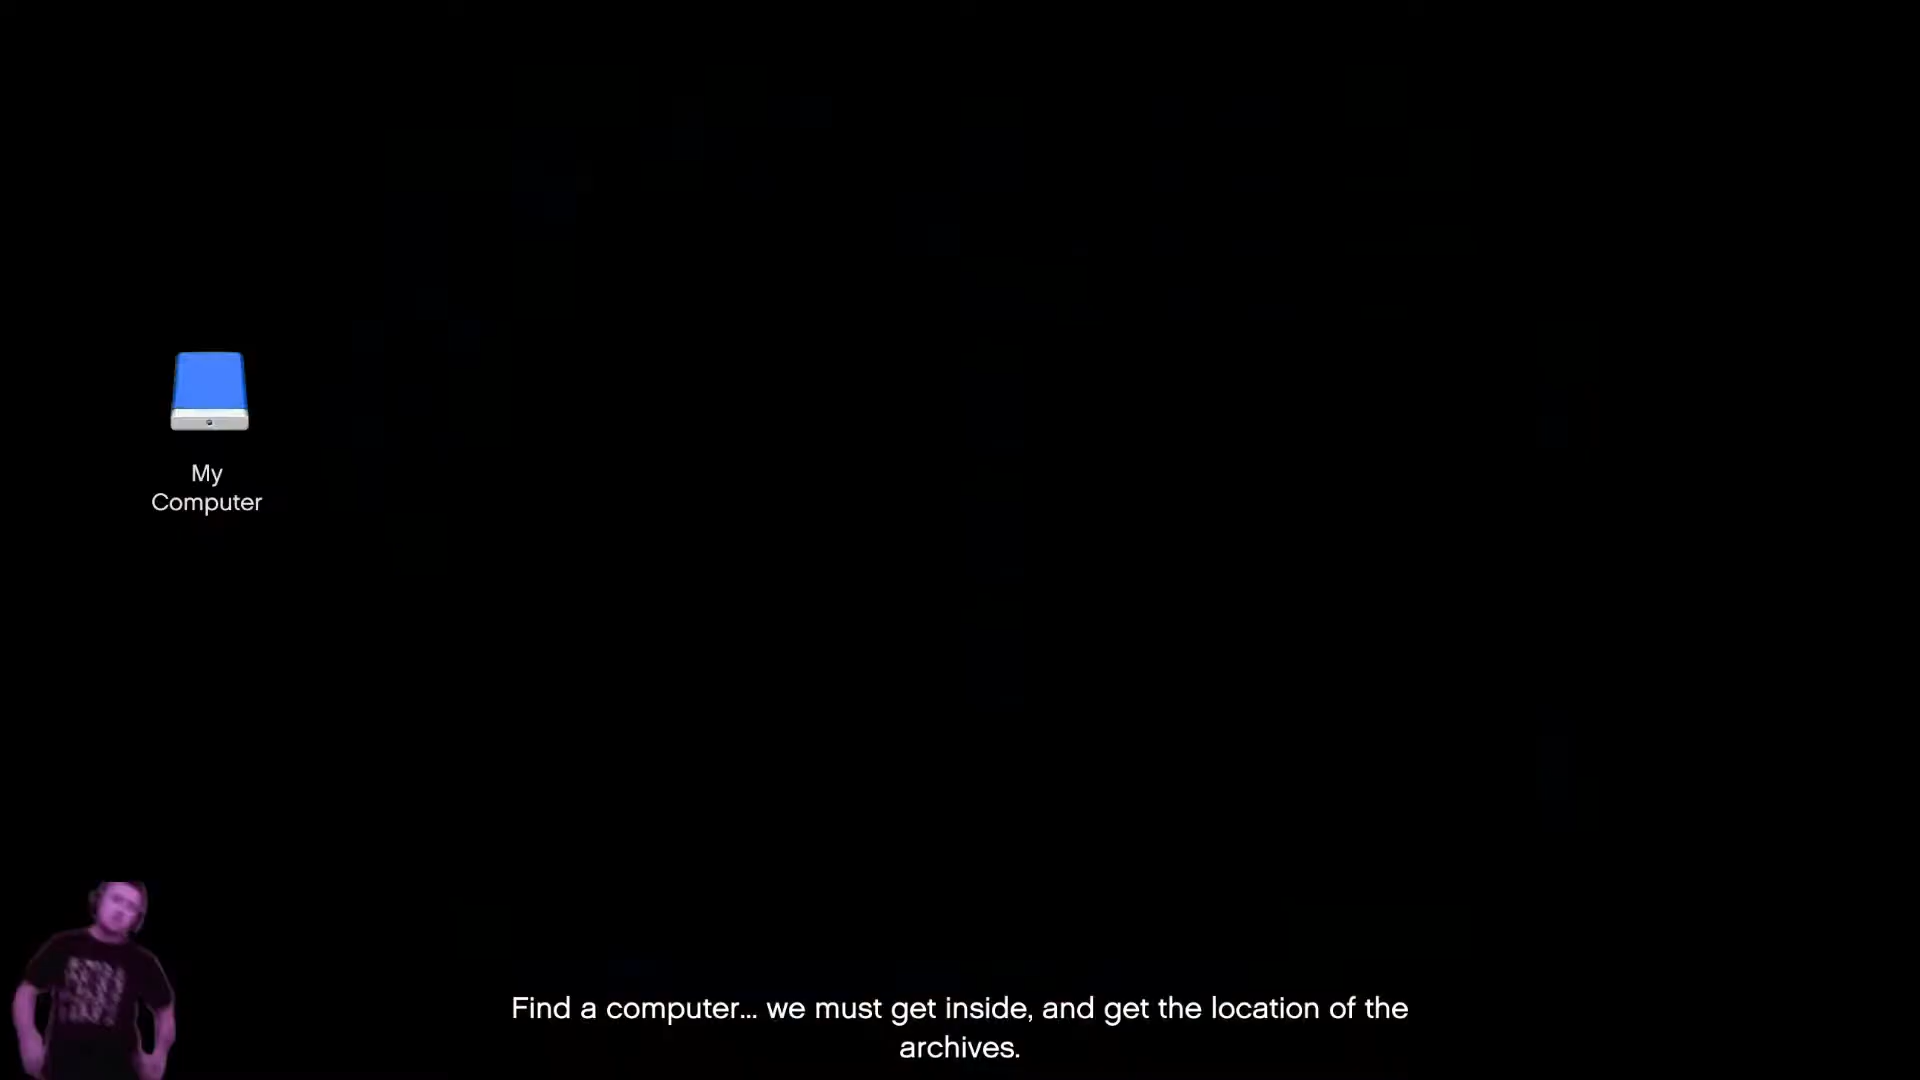 My
Computer
Find a computer... we must get inside, and get the location of the
archives.